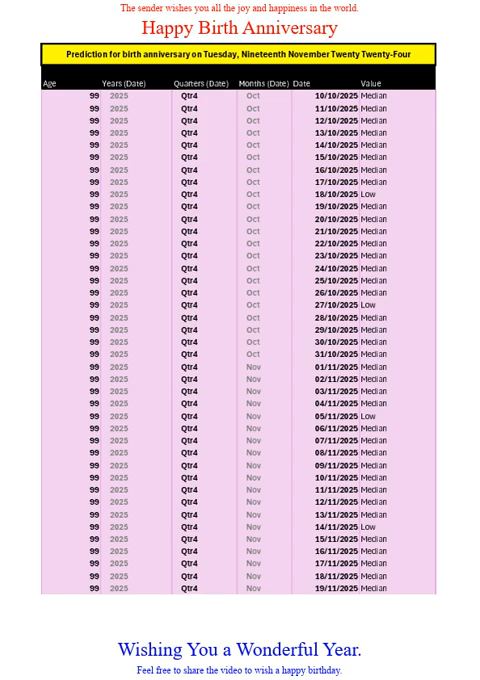 The sender wishes you all the joy and happiness in the world.
Happy Birth Anniversary
Prediction for birth anniversary on Tuesday, Nineteenth November Twenty Twenty-Four
Age Years (Date) Quarters (Date) Months (Date) Date Value
99 2025 Qtr4 Oct 10/10/2025 Median
99 2025 Qtr4 Oct 11/10/2025 Median
99 2025 Qtr4 Oct 12/10/2025 Median
99 2025 Qtr4 Oct 13/10/2025 Median
99 2025 Qtr4 Oct 14/10/2025 Median
99 2025 Qtr4 Oct 15/10/2025 Median
99 2025 Qtr4 Oct 16/10/2025 Median
99 2025 Qtr4 Oct 17/10/2025 Median
99 2025 Qtr4 Oct 18/10/2025 Low
99 2025 Qtr4 Oct 19/10/2025 Median
99 2025 Qtr4 Oct 20/10/2025 Median
99 2025 Qtr4 Oct 21/10/2025 Median
99 2025 Qtr4 Oct 22/10/2025 Median
99 2025 Qtr4 Oct 23/10/2025 Median
99 2025 Qtr4 Oct 24/10/2025 Median
99 2025 Qtr4 Oct 25/10/2025 Median
99 2025 Qtr4 Oct 26/10/2025 Median
99 2025 Qtr4 Oct 27/10/2025 Low
99 2025 Qtr4 Oct 28/10/2025 Median
99 2025 Qtr4 Oct 29/10/2025 Median
99 2025 Qtr4 Oct 30/10/2025 Median
99 2025 Qtr4 Oct 31/10/2025 Median
99 2025 Qtr4 Nov 01/11/2025 Median
99 2025 Qtr4 Nov 02/11/2025 Median
99 2025 Qtr4 Nov 03/11/2025 Median
99 2025 Qtr4 Nov 04/11/2025 Median
99 2025 Qtr4 Nov 05/11/2025 Low
99 2025 Qtr4 Nov 06/11/2025 Median
99 2025 Qtr4 Nov 07/11/2025 Median
99 2025 Qtr4 Nov 08/11/2025 Median
99 2025 Qtr4 Nov 09/11/2025 Median
99 2025 Qtr4 Nov 10/11/2025 Median
99 2025 Qtr4 Nov 11/11/2025 Median
99 2025 Qtr4 Nov 12/11/2025 Median
99 2025 Qtr4 Nov 13/11/2025 Median
99 2025 Qtr4 Nov 14/11/2025 Low
99 2025 Qtr4 Nov 15/11/2025 Median
99 2025 Qtr4 Nov 16/11/2025 Median
99 2025 Qtr4 Nov 17/11/2025 Median
99 2025 Qtr4 Nov 18/11/2025 Median
99 2025 Qtr4 Nov 19/11/2025 Median
Wishing You a Wonderful Year.
Feel free to share the video to wish a happy birthday.